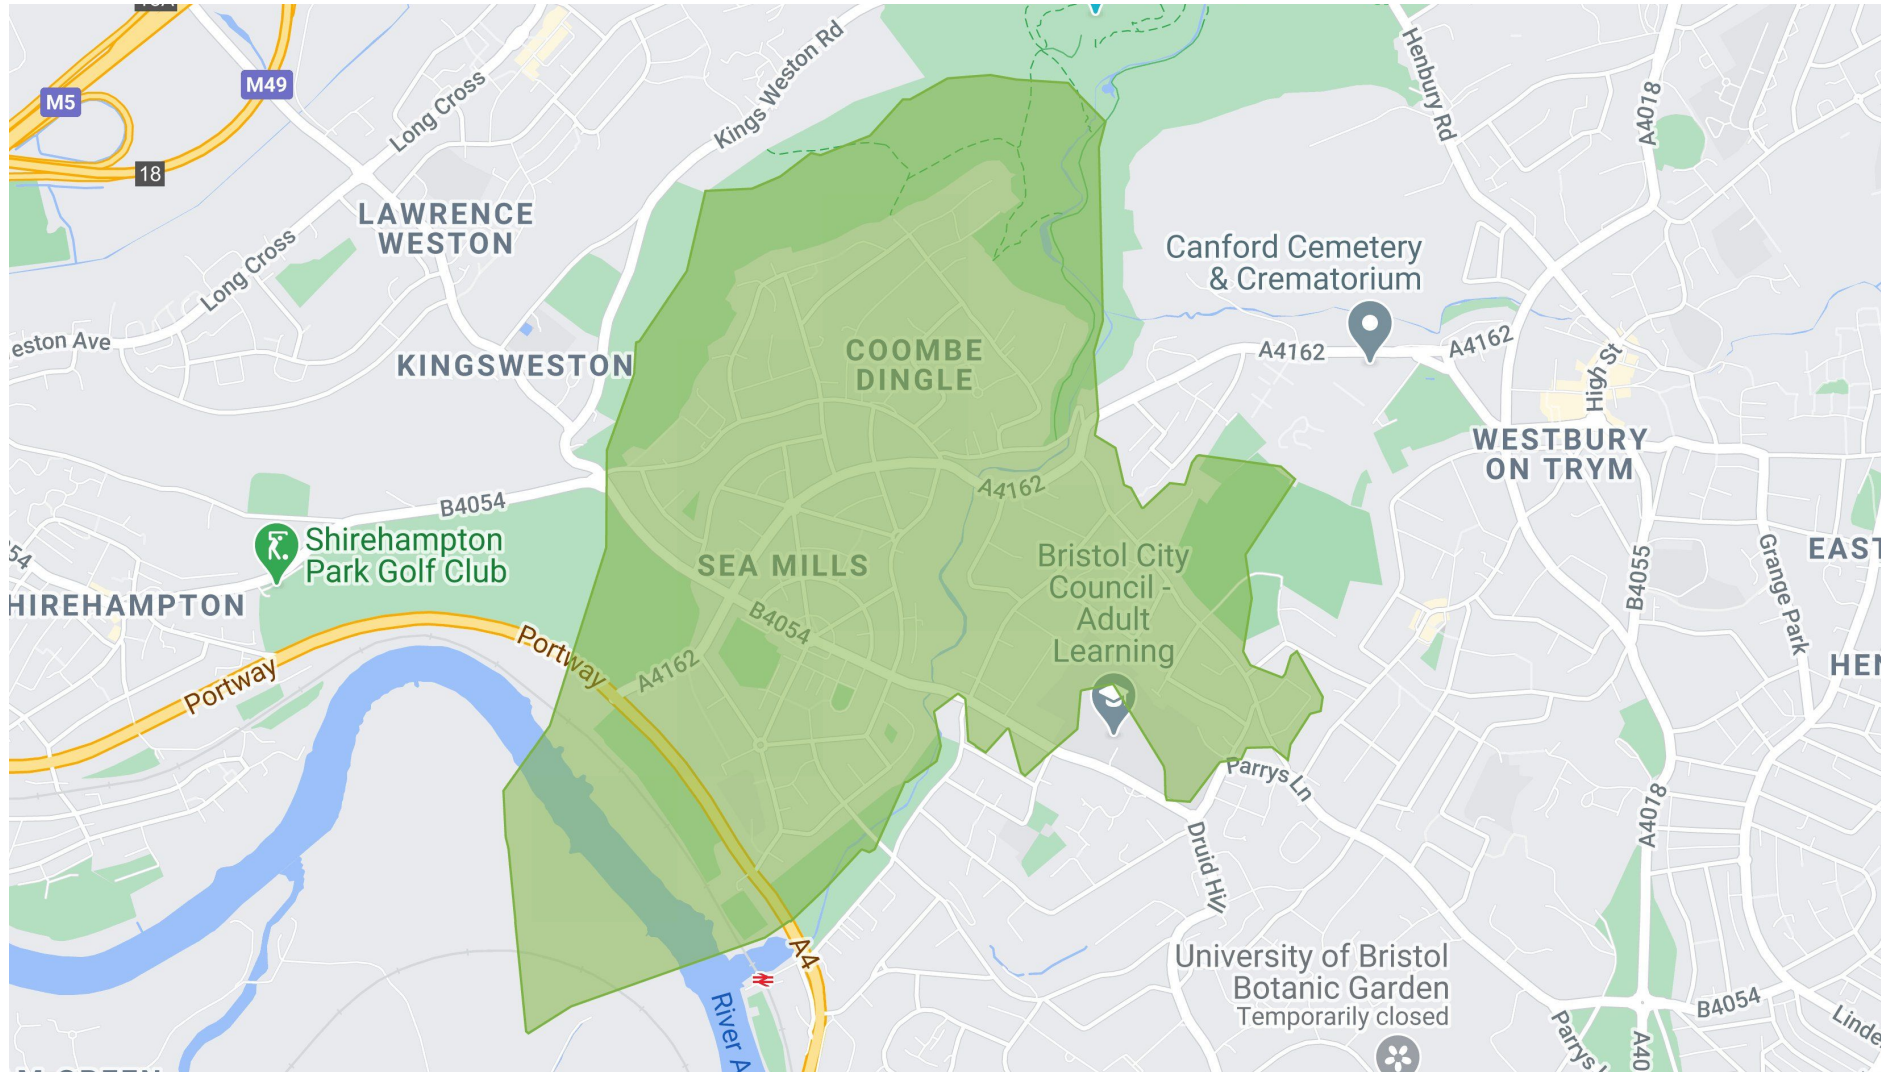 M49
M5
18
Long Cross
Kings Weston Rd
Henbury Rd
A4018
LAWRENCE
WESTON
Long Cross
Canford Cemetery
& Crematorium
eston Ave
KINGSWESTON
COOMBE
DINGLE
A4162
A4162
High St
WESTBURY
ON TRYM
B4054
A4162
Shirehampton
Park Golf Club
54
HIREHAMPTON
SEA MILLS
Bristol City
Council -
Adult
Learning
B4055
Grange Park
EAST
B4054
Portway
Portway
A4162
HEN
Parrys Ln
A4018
Druid Hill
A4
University of Bristol
Botanic Garden
Temporarily closed
River A
B4054
Linde
Parrys L
A40